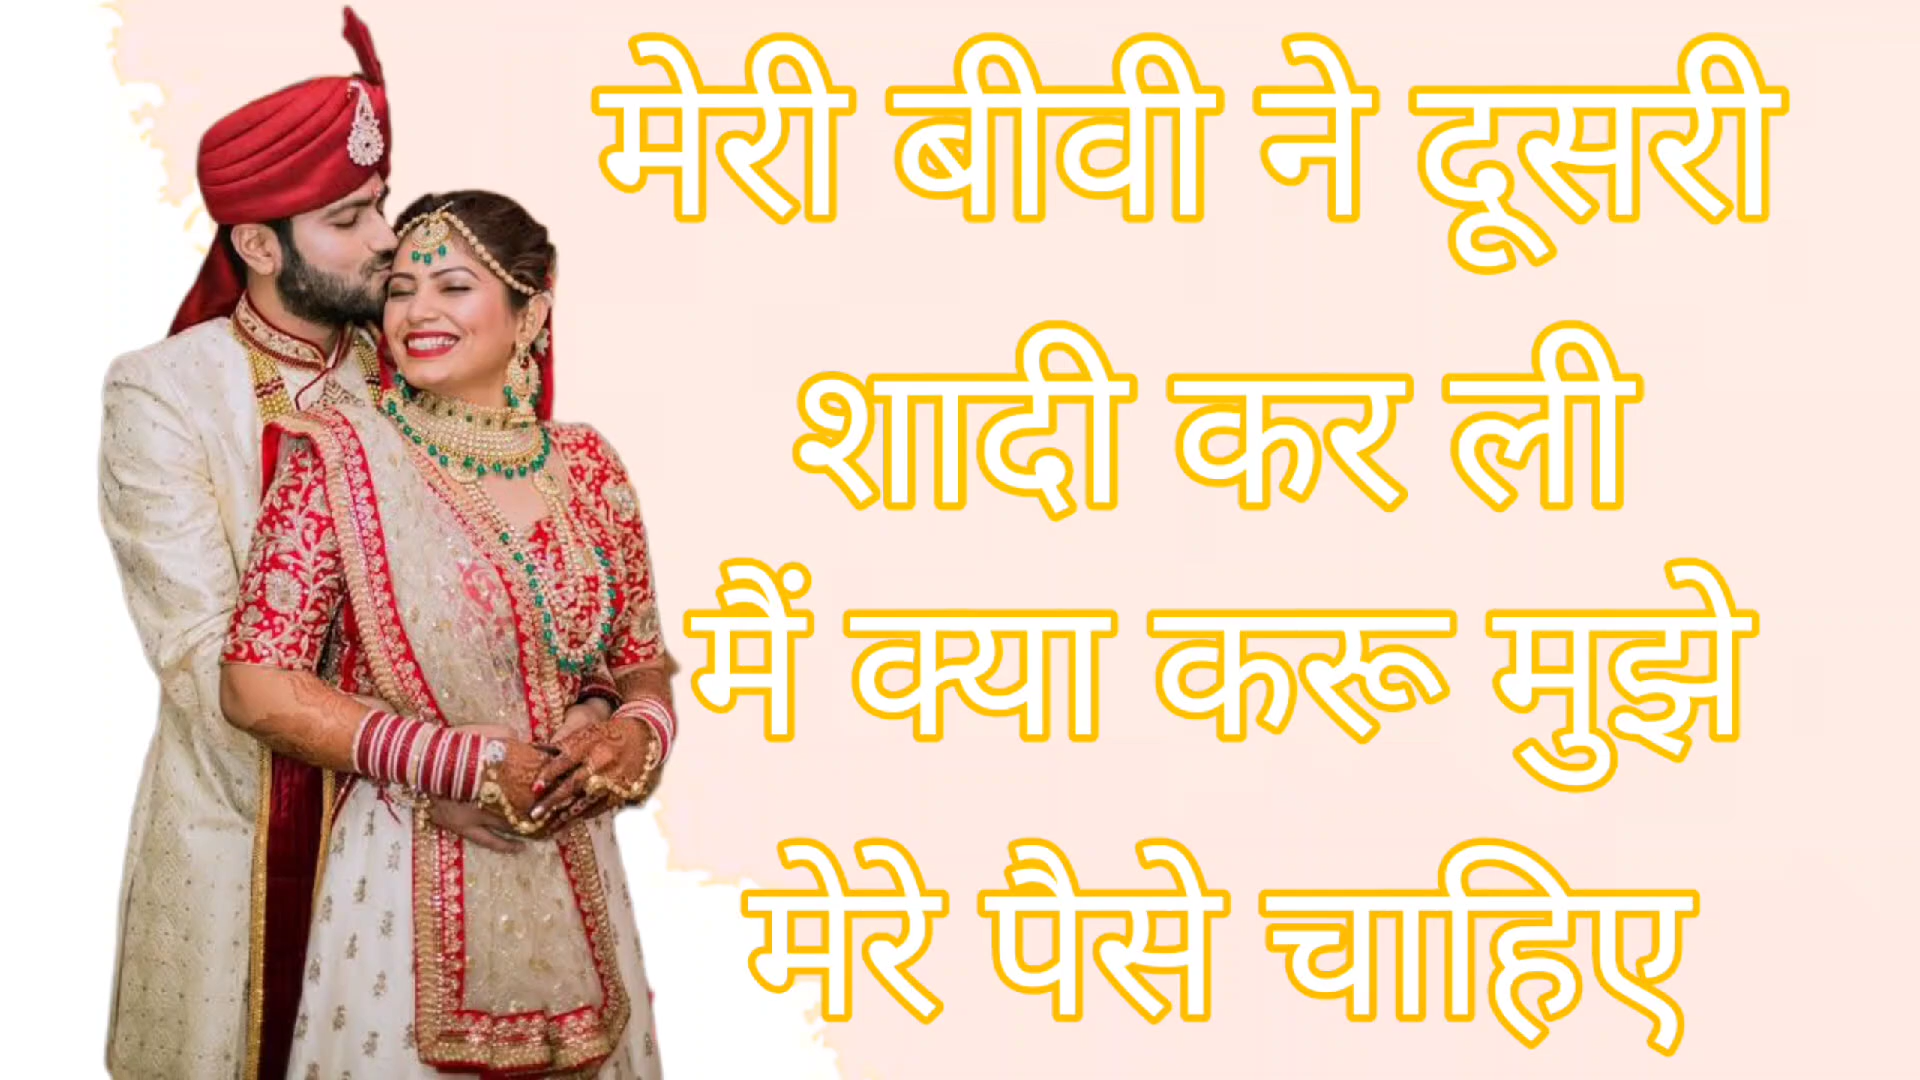 मेरी बीवी ने दूसरी
शादी कर ली
मैं क्या करू मुझे
मेरे पैसे चाहिए